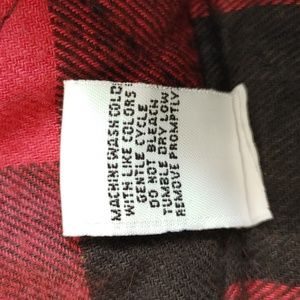 MACHINE WASH COLD
WITH LIKE COLORS
GENTLE CYCLE
DO NOT BLEACH
TUMBLE DRY LOW
REMOVE PROMPTLY